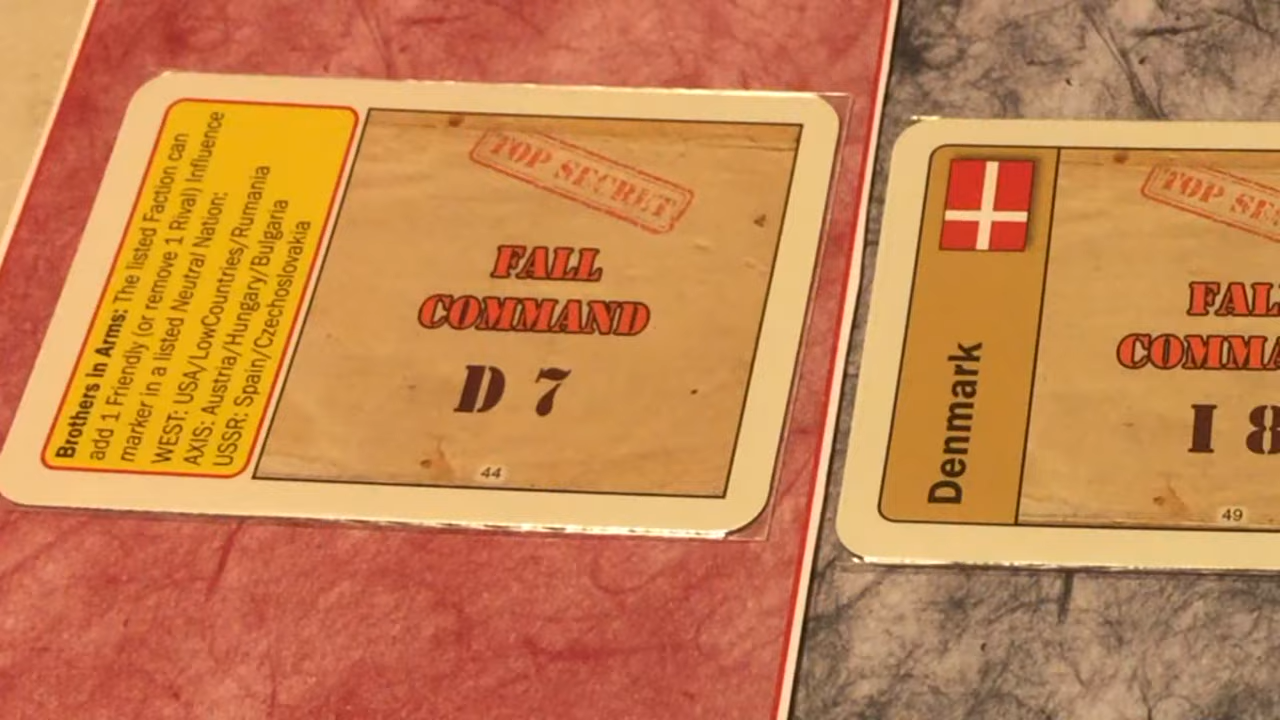 Brothers In Arms: The listed Faction can
add 1 Friendly (or remove 1 Rival) Influence
marker in a listed Neutral Nation:
WEST: USA/LowCountries/Rumania
AXIS: Austria/Hungary/Bulgaria
USSR: Spain/Czechoslovakia
TOP SECRET
FALL
COMMAND
D 7
44
Denmark
TOP SE
FAL
COMMA
I 8
49